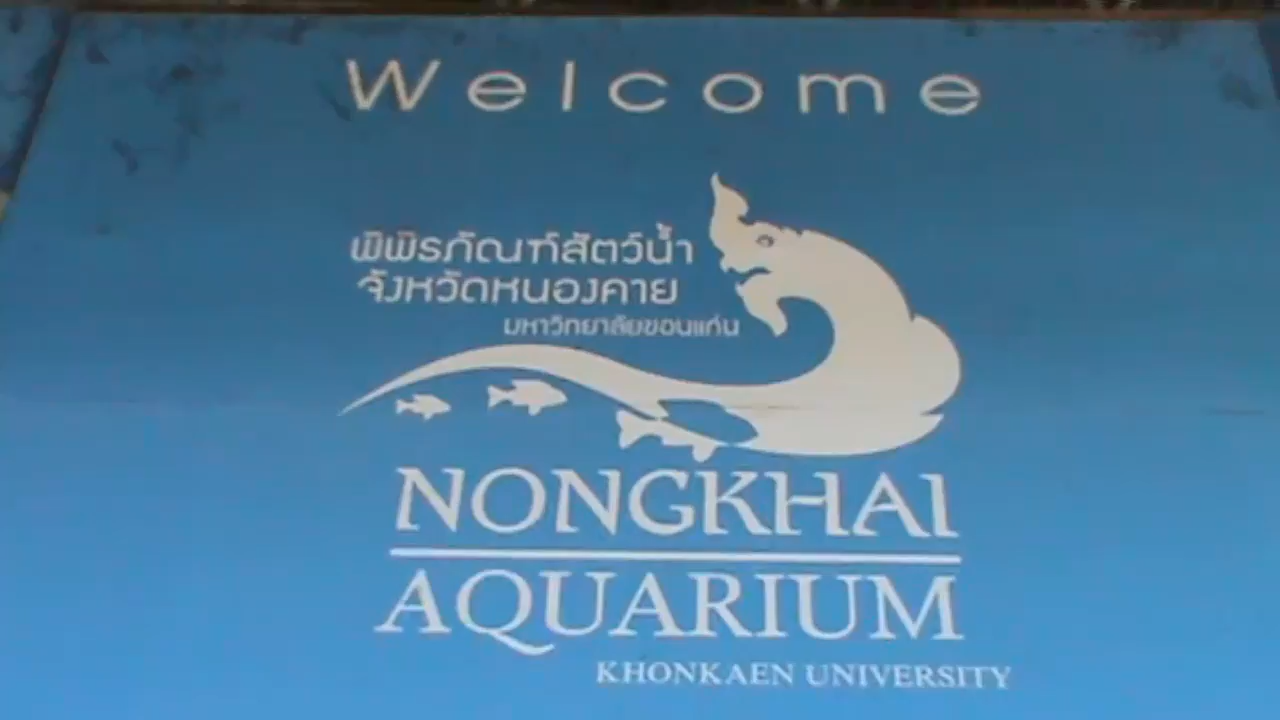 Welcome
พิพิธภัณฑ์สัตว์น้ำ
จังหวัดหนองคาย
มหาวิทยาลัยขอนแก่น
NONGKHAI
AQUARIUM
KHONKAEN UNIVERSITY